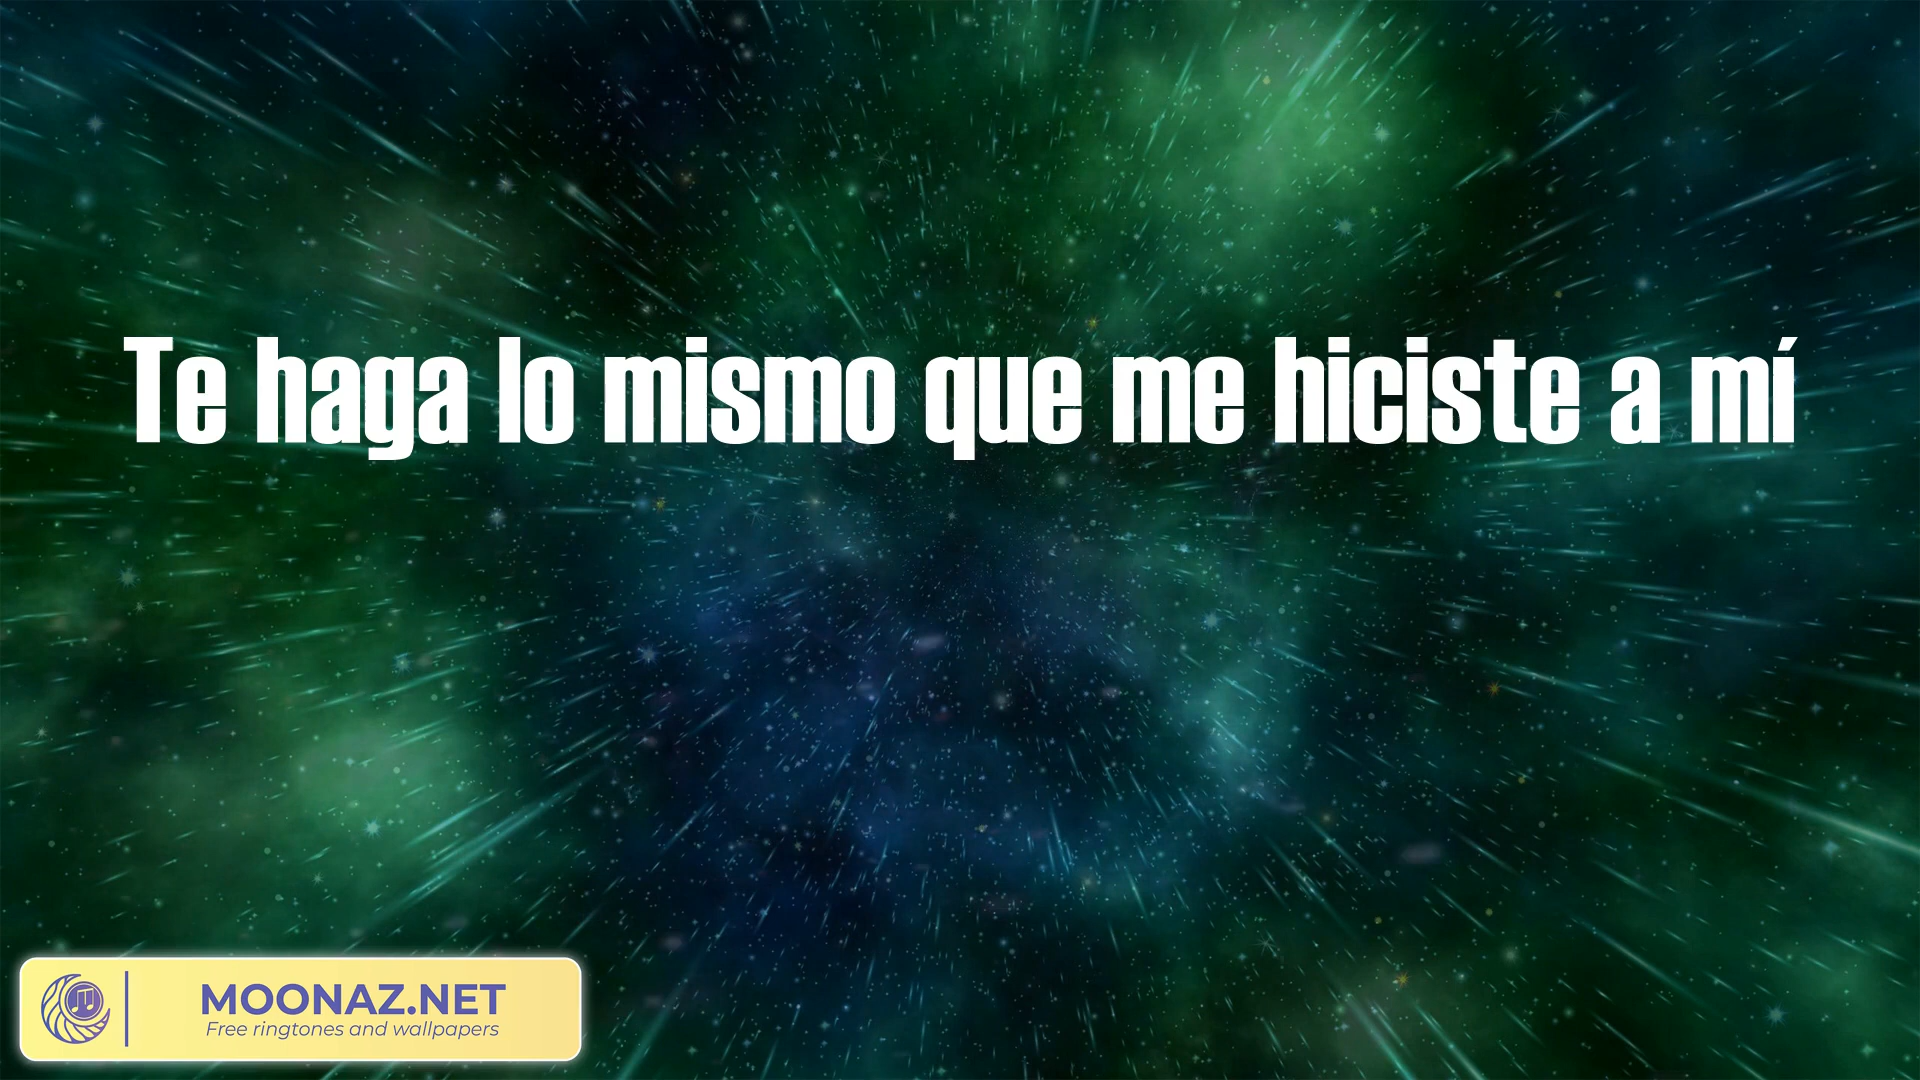 Te haga lo mismo que me hiciste a mí
MOONAZ.NET
Free ringtones and wallpapers